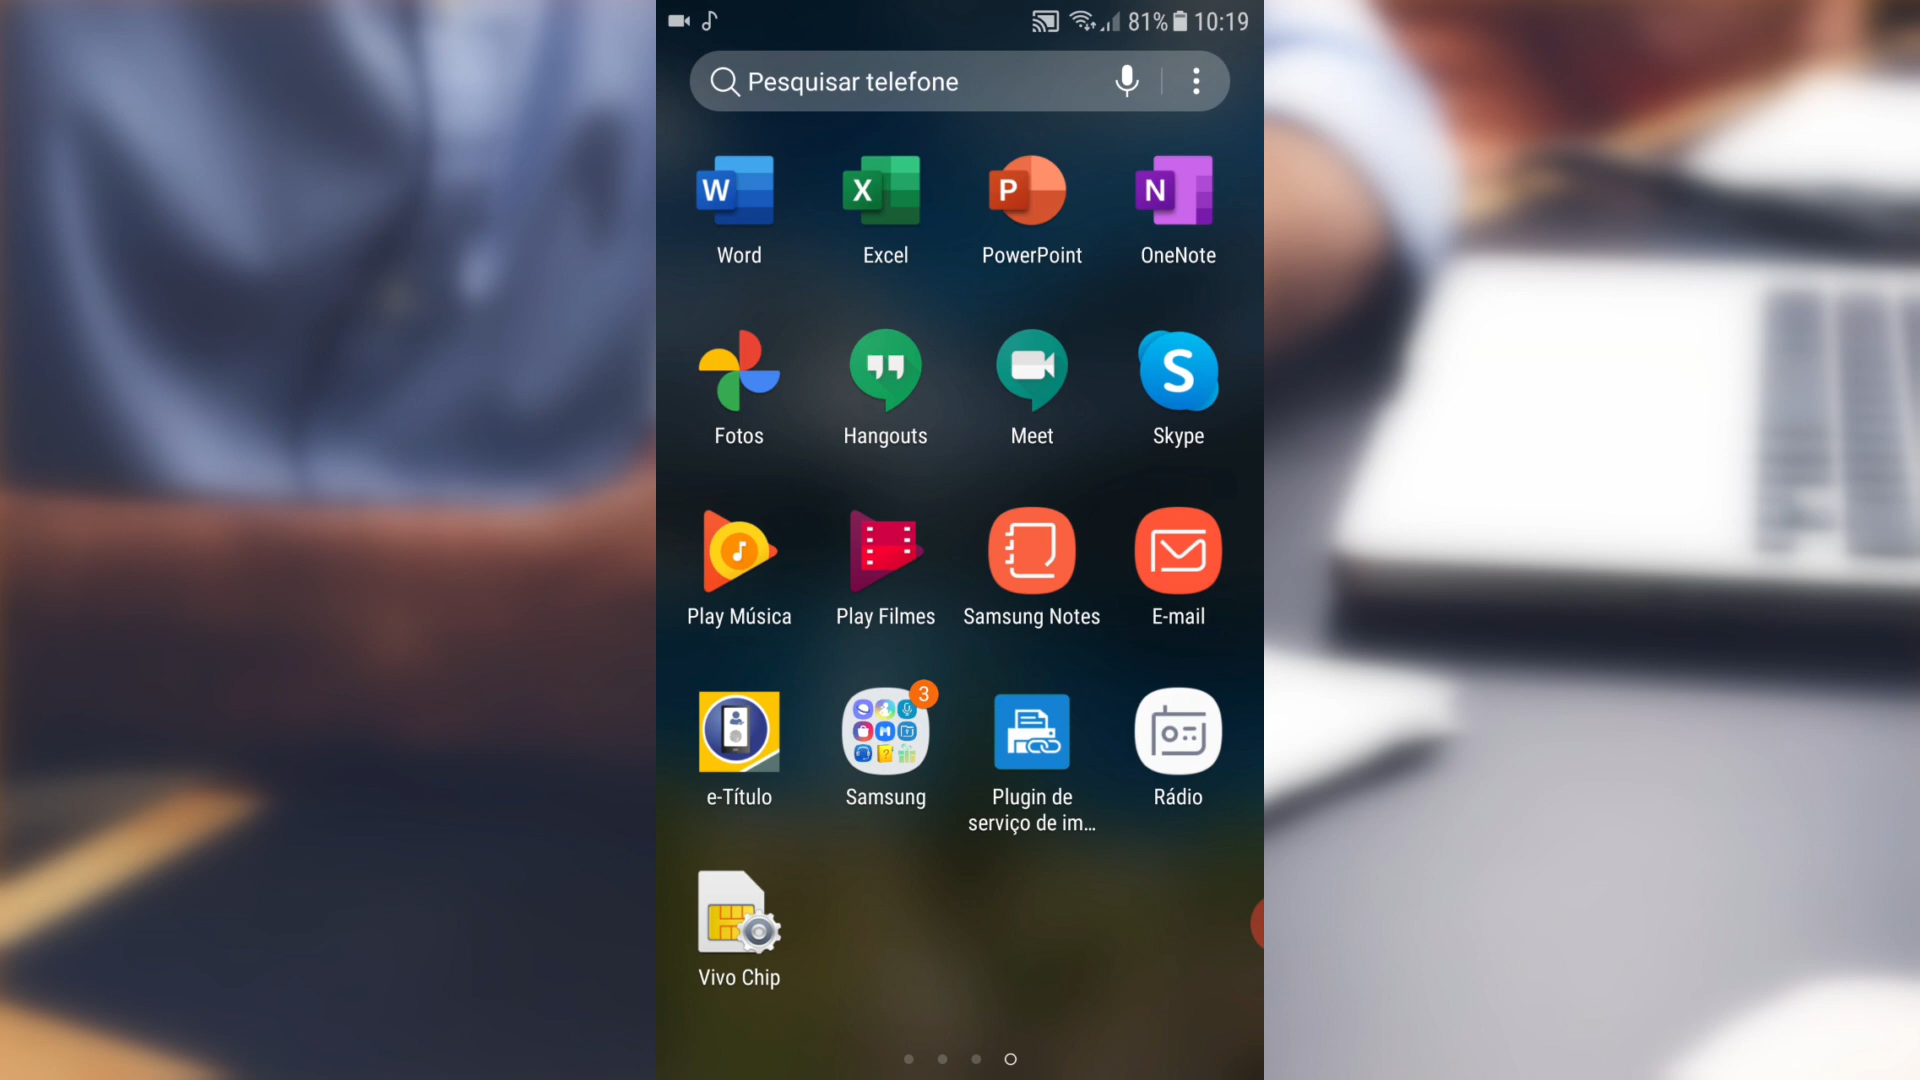 81% 10:19
Pesquisar telefone
W X P N
Word Excel PowerPoint OneNote
S
Fotos Hangouts Meet Skype
Play Música Play Filmes Samsung Notes E-mail
3
e-Título Samsung Plugin de serviço de im... Rádio
Vivo Chip